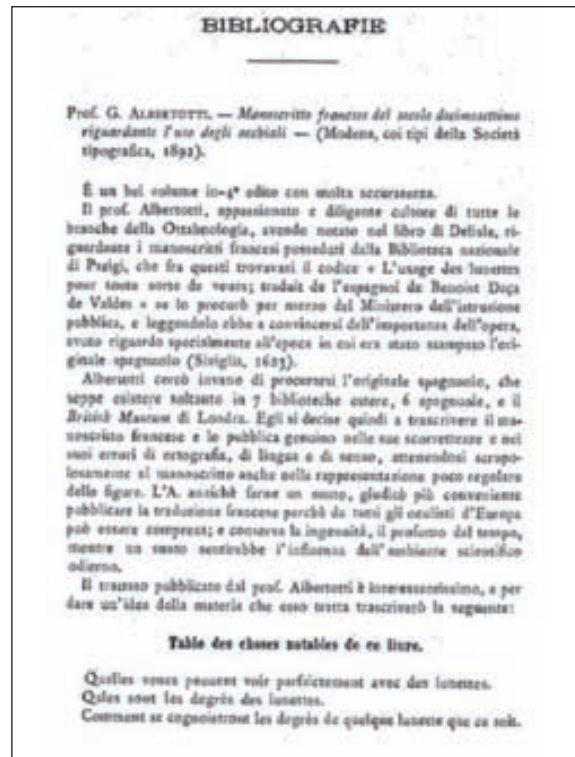 BIBLIOGRAFIE
Prof. G. ALBERTOTTI. — Manoscritto francese del secolo decimosettimo
riguardante l'uso degli occhiali — (Modena, coi tipi della Società
tipografica, 1892).
È un bel volume in-4° edito con molta accuratezza.
Il prof. Albertotti, appassionato e diligente cultore di tutte le
branche della Ottalmologia, avendo notato nel libro di Delisle, ri-
guardante i manoscritti francesi posseduti dalla Biblioteca nazionale
di Parigi, che fra questi trovavasi il codice « L'usage des lunettes
pour toute sorte de veues; traduit de l'espagnol de Benoist Daça
de Valdes » se lo procurò per mezzo del Ministero dell'istruzione
pubblica, e leggendolo ebbe a convincersi dell'importanza dell'opera,
avuto riguardo specialmente all'epoca in cui era stato stampato l'ori-
ginale spagnuolo (Siviglia, 1623).
Albertotti cercò invano di procurarsi l'originale spagnuolo, che
seppe esistere soltanto in 7 biblioteche estere, 6 spagnuole, e il
British Museum di Londra. Egli si decise quindi a trascrivere il ma-
noscritto francese e lo pubblica genuino nelle sue scorrettezze e nei
suoi errori di ortografia, di lingua e di senso, attenendosi scrupo-
losamente al manoscritto anche nella rappresentazione poco regolare
delle figure. L'A. anzichè farne un sunto, giudicò più conveniente
pubblicare la traduzione francese perchè da tutti gli oculisti d'Europa
può essere compresa; e conserva la ingenuità, il profumo del tempo,
mentre un sunto sentirebbe l'influenza dell'ambiente scientifico
odierno.
Il trattato pubblicato dal prof. Albertotti è interessantissimo, e per
dare un'idea della materia che esso tratta trascriverò la seguente:
Table des choses notables de ce liure.
Quelles veues peuuent voir parfaictement avec des lunettes.
Qales sont les degrès des lunettes.
Comment se cognoistront les degrès de quelque lunette que ce soit.